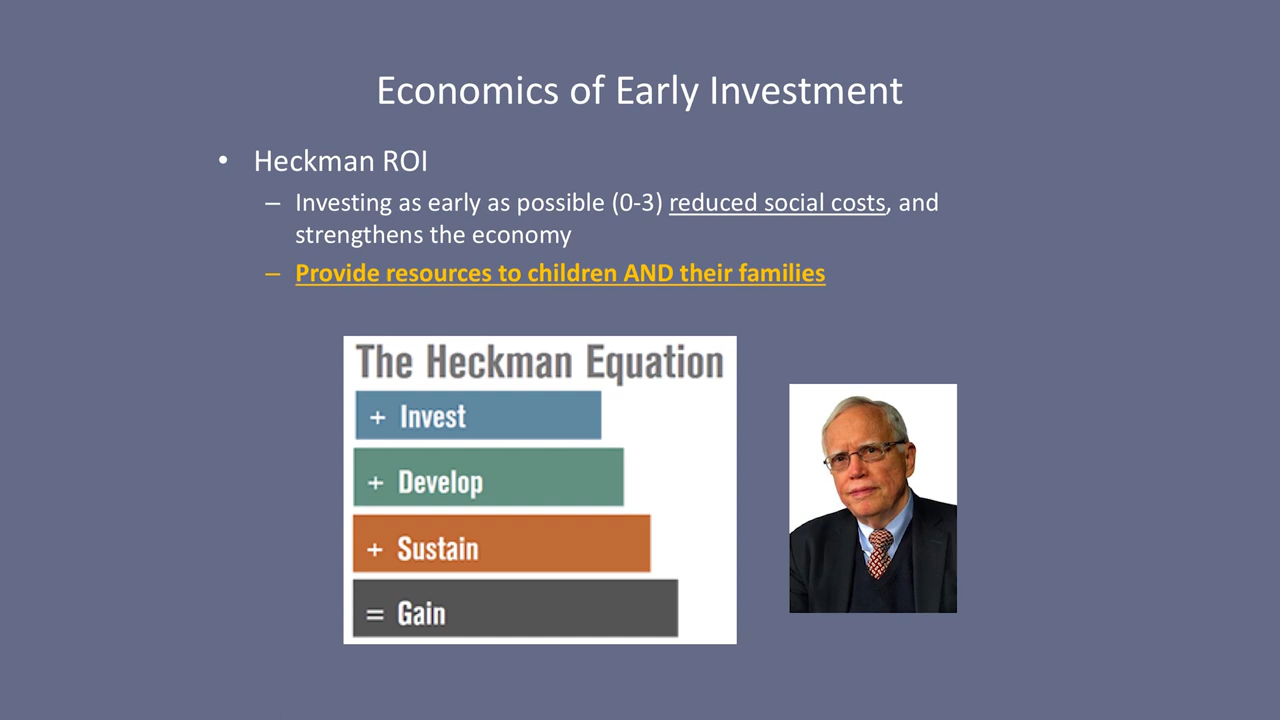 Economics of Early Investment
• Heckman ROI
– Investing as early as possible (0-3) reduced social costs, and
strengthens the economy
– Provide resources to children AND their families
The Heckman Equation
+ Invest
+ Develop
+ Sustain
= Gain